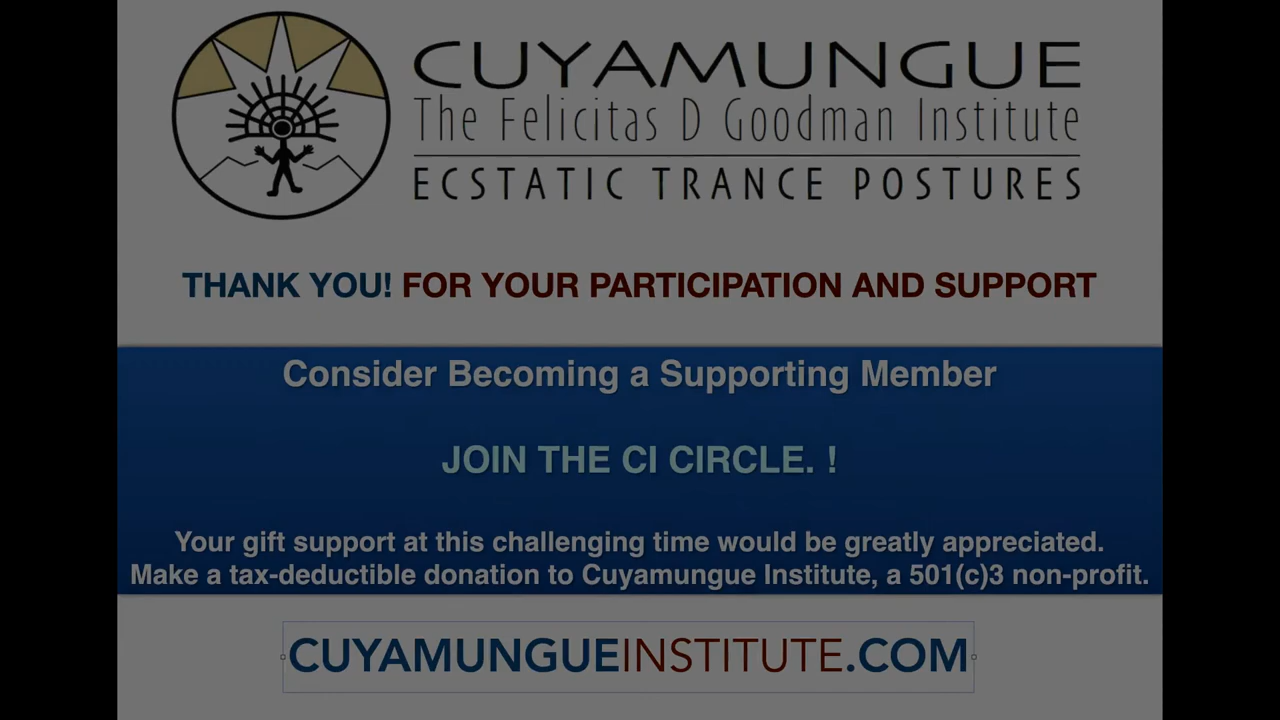 CUYAMUNGUE
The Felicitas D Goodman Institute
ECSTATIC TRANCE POSTURES
THANK YOU! FOR YOUR PARTICIPATION AND SUPPORT
Consider Becoming a Supporting Member
JOIN THE CI CIRCLE. !
Your gift support at this challenging time would be greatly appreciated.
Make a tax-deductible donation to Cuyamungue Institute, a 501(c)3 non-profit.
CUYAMUNGUEINSTITUTE.COM